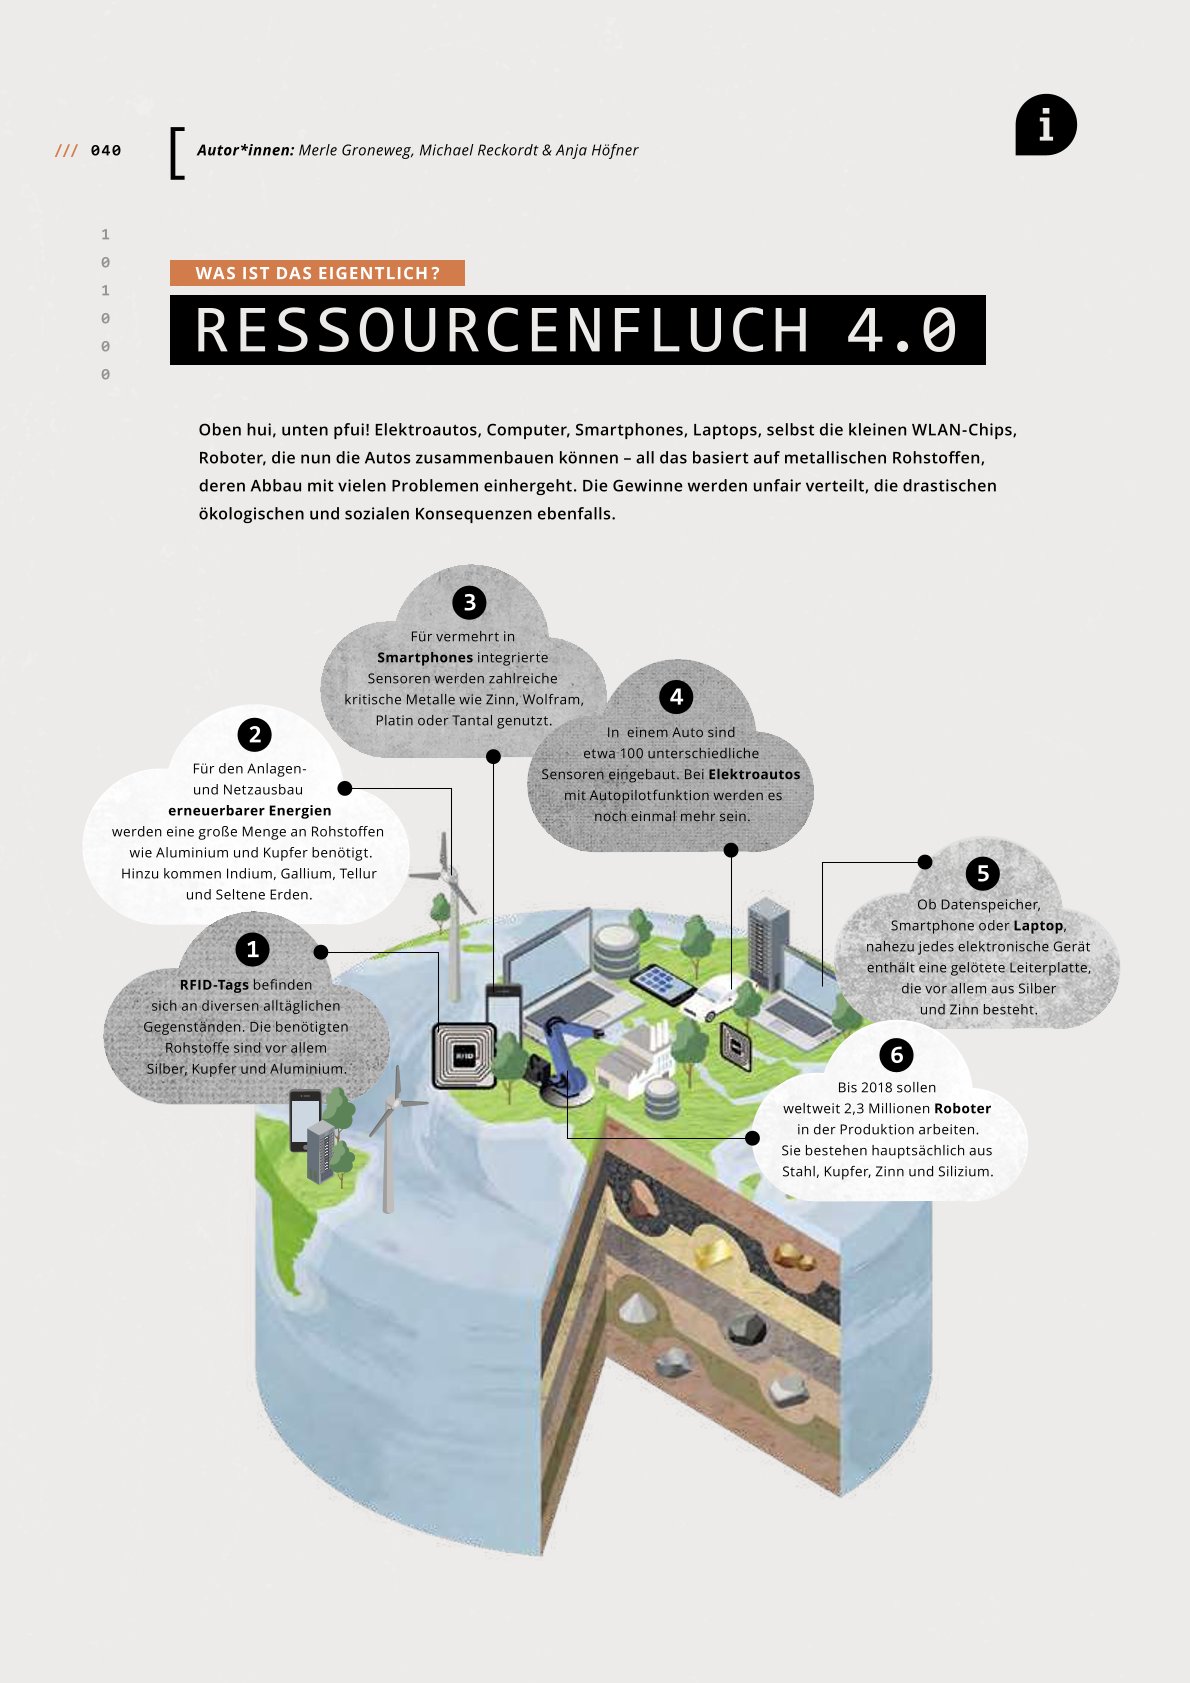 /// 040
Autor*innen: Merle Groneweg, Michael Reckordt & Anja Höfner
i
1
0
1
0
0
0
WAS IST DAS EIGENTLICH?
RESSOURCENFLUCH 4.0
Oben hui, unten pfui! Elektroautos, Computer, Smartphones, Laptops, selbst die kleinen WLAN-Chips,
Roboter, die nun die Autos zusammenbauen können – all das basiert auf metallischen Rohstoffen,
deren Abbau mit vielen Problemen einhergeht. Die Gewinne werden unfair verteilt, die drastischen
ökologischen und sozialen Konsequenzen ebenfalls.
3
Für vermehrt in
Smartphones integrierte
Sensoren werden zahlreiche
kritische Metalle wie Zinn, Wolfram,
Platin oder Tantal genutzt.
4
In einem Auto sind
etwa 100 unterschiedliche
Sensoren eingebaut. Bei Elektroautos
mit Autopilotfunktion werden es
noch einmal mehr sein.
2
Für den Anlagen-
und Netzausbau
erneuerbarer Energien
werden eine große Menge an Rohstoffen
wie Aluminium und Kupfer benötigt.
Hinzu kommen Indium, Gallium, Tellur
und Seltene Erden.
5
Ob Datenspeicher,
Smartphone oder Laptop,
nahezu jedes elektronische Gerät
enthält eine gelötete Leiterplatte,
die vor allem aus Silber
und Zinn besteht.
1
RFID-Tags befinden
sich an diversen alltäglichen
Gegenständen. Die benötigten
Rohstoffe sind vor allem
Silber, Kupfer und Aluminium.
RFID
6
Bis 2018 sollen
weltweit 2,3 Millionen Roboter
in der Produktion arbeiten.
Sie bestehen hauptsächlich aus
Stahl, Kupfer, Zinn und Silizium.